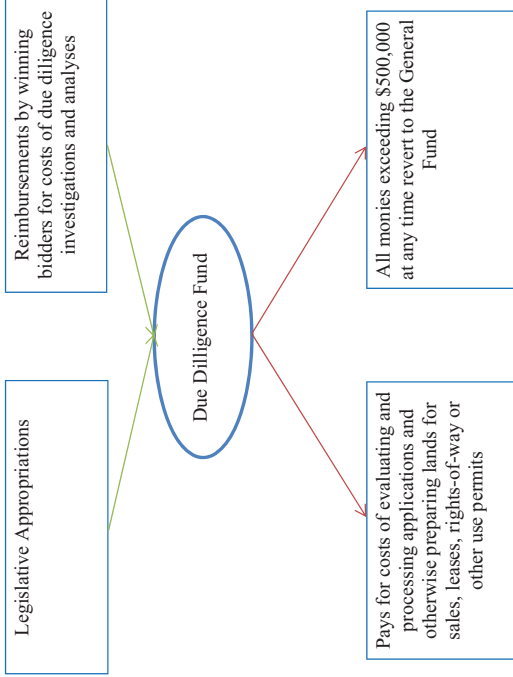 Legislative Appropriations
Reimbursements by winning
bidders for costs of due diligence
investigations and analyses
Due Dilligence Fund
Pays for costs of evaluating and
processing applications and
otherwise preparing lands for
sales, leases, rights-of-way or
other use permits
All monies exceeding $500,000
at any time revert to the General
Fund